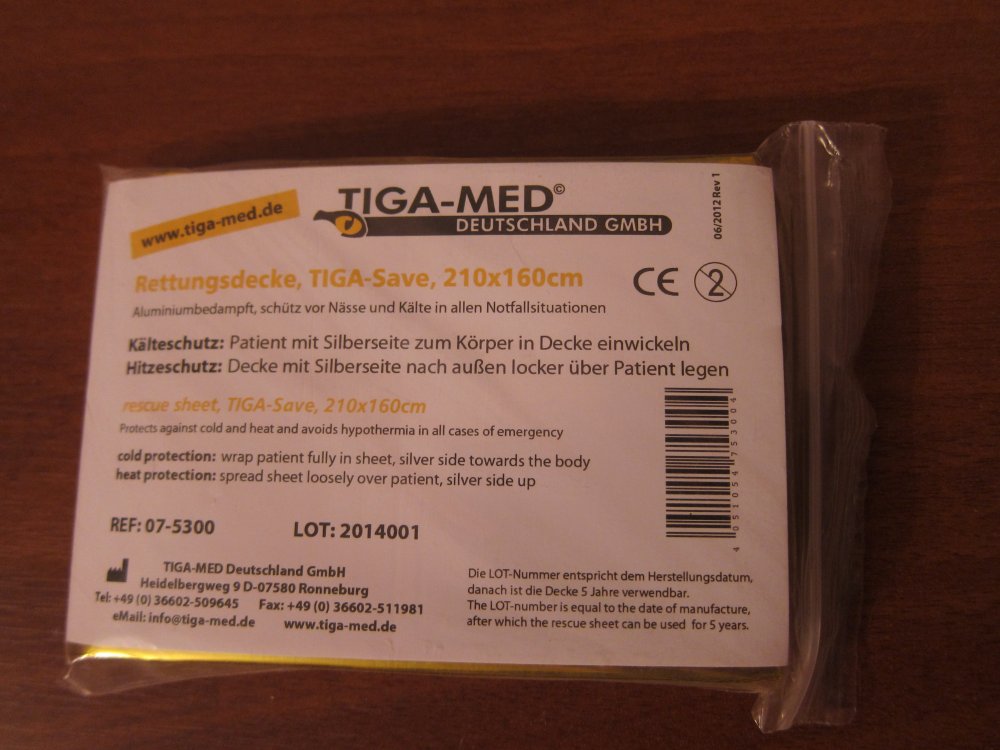 www.tiga-med.de
TIGA-MED©
DEUTSCHLAND GMBH
06/2012 Rev 1
Rettungsdecke, TIGA-Save, 210x160cm
CE 2
Aluminiumbedampft, schütz vor Nässe und Kälte in allen Notfallsituationen
Kälteschutz: Patient mit Silberseite zum Körper in Decke einwickeln
Hitzeschutz: Decke mit Silberseite nach außen locker über Patient legen
rescue sheet, TIGA-Save, 210x160cm
Protects against cold and heat and avoids hypothermia in all cases of emergency
cold protection: wrap patient fully in sheet, silver side towards the body
heat protection: spread sheet loosely over patient, silver side up
4051054753004
REF: 07-5300 LOT: 2014001
TIGA-MED Deutschland GmbH
Heidelbergweg 9 D-07580 Ronneburg
Tel: +49 (0) 36602-509645 Fax: +49 (0) 36602-511981
eMail: info@tiga-med.de www.tiga-med.de
Die LOT-Nummer entspricht dem Herstellungsdatum,
danach ist die Decke 5 Jahre verwendbar.
The LOT-number is equal to the date of manufacture,
after which the rescue sheet can be used for 5 years.